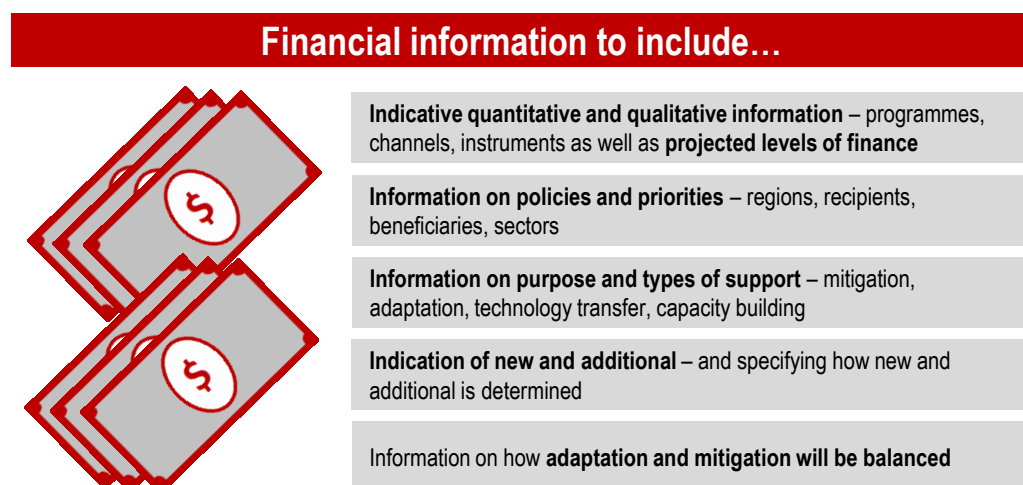 Financial information to include…
Indicative quantitative and qualitative information – programmes,
channels, instruments as well as projected levels of finance
Information on policies and priorities – regions, recipients,
beneficiaries, sectors
Information on purpose and types of support – mitigation,
adaptation, technology transfer, capacity building
Indication of new and additional – and specifying how new and
additional is determined
Information on how adaptation and mitigation will be balanced
$
$